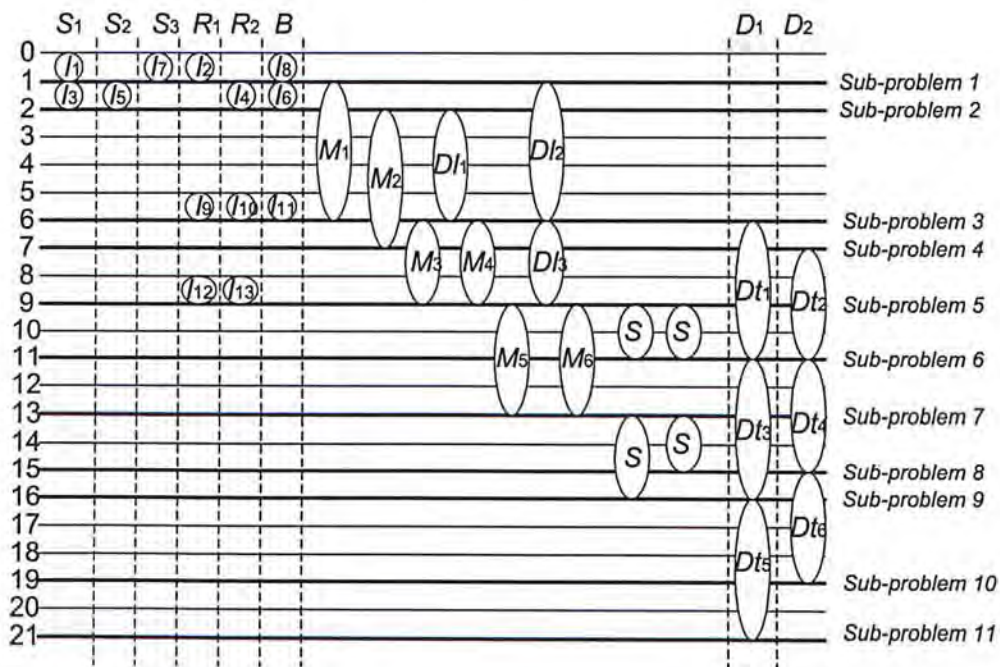 S1 S2 S3 R1 R2 B D1 D2
0
I1 I7 I2 I8
1 Sub-problem 1
I3 I5 I4 I6
2 Sub-problem 2
3
M1 M2 Dl1 Dl2
4
5
I9 I10 I11
6 Sub-problem 3
7 Sub-problem 4
M3 M4 Dl3
8
I12 I13 Dt1 Dt2
9 Sub-problem 5
10 S S
M5 M6
11 Sub-problem 6
12
13 Sub-problem 7
Dt3 Dt4
14 S S
15 Sub-problem 8
16 Sub-problem 9
17 Dt6
18 Dt5
19 Sub-problem 10
20
21 Sub-problem 11